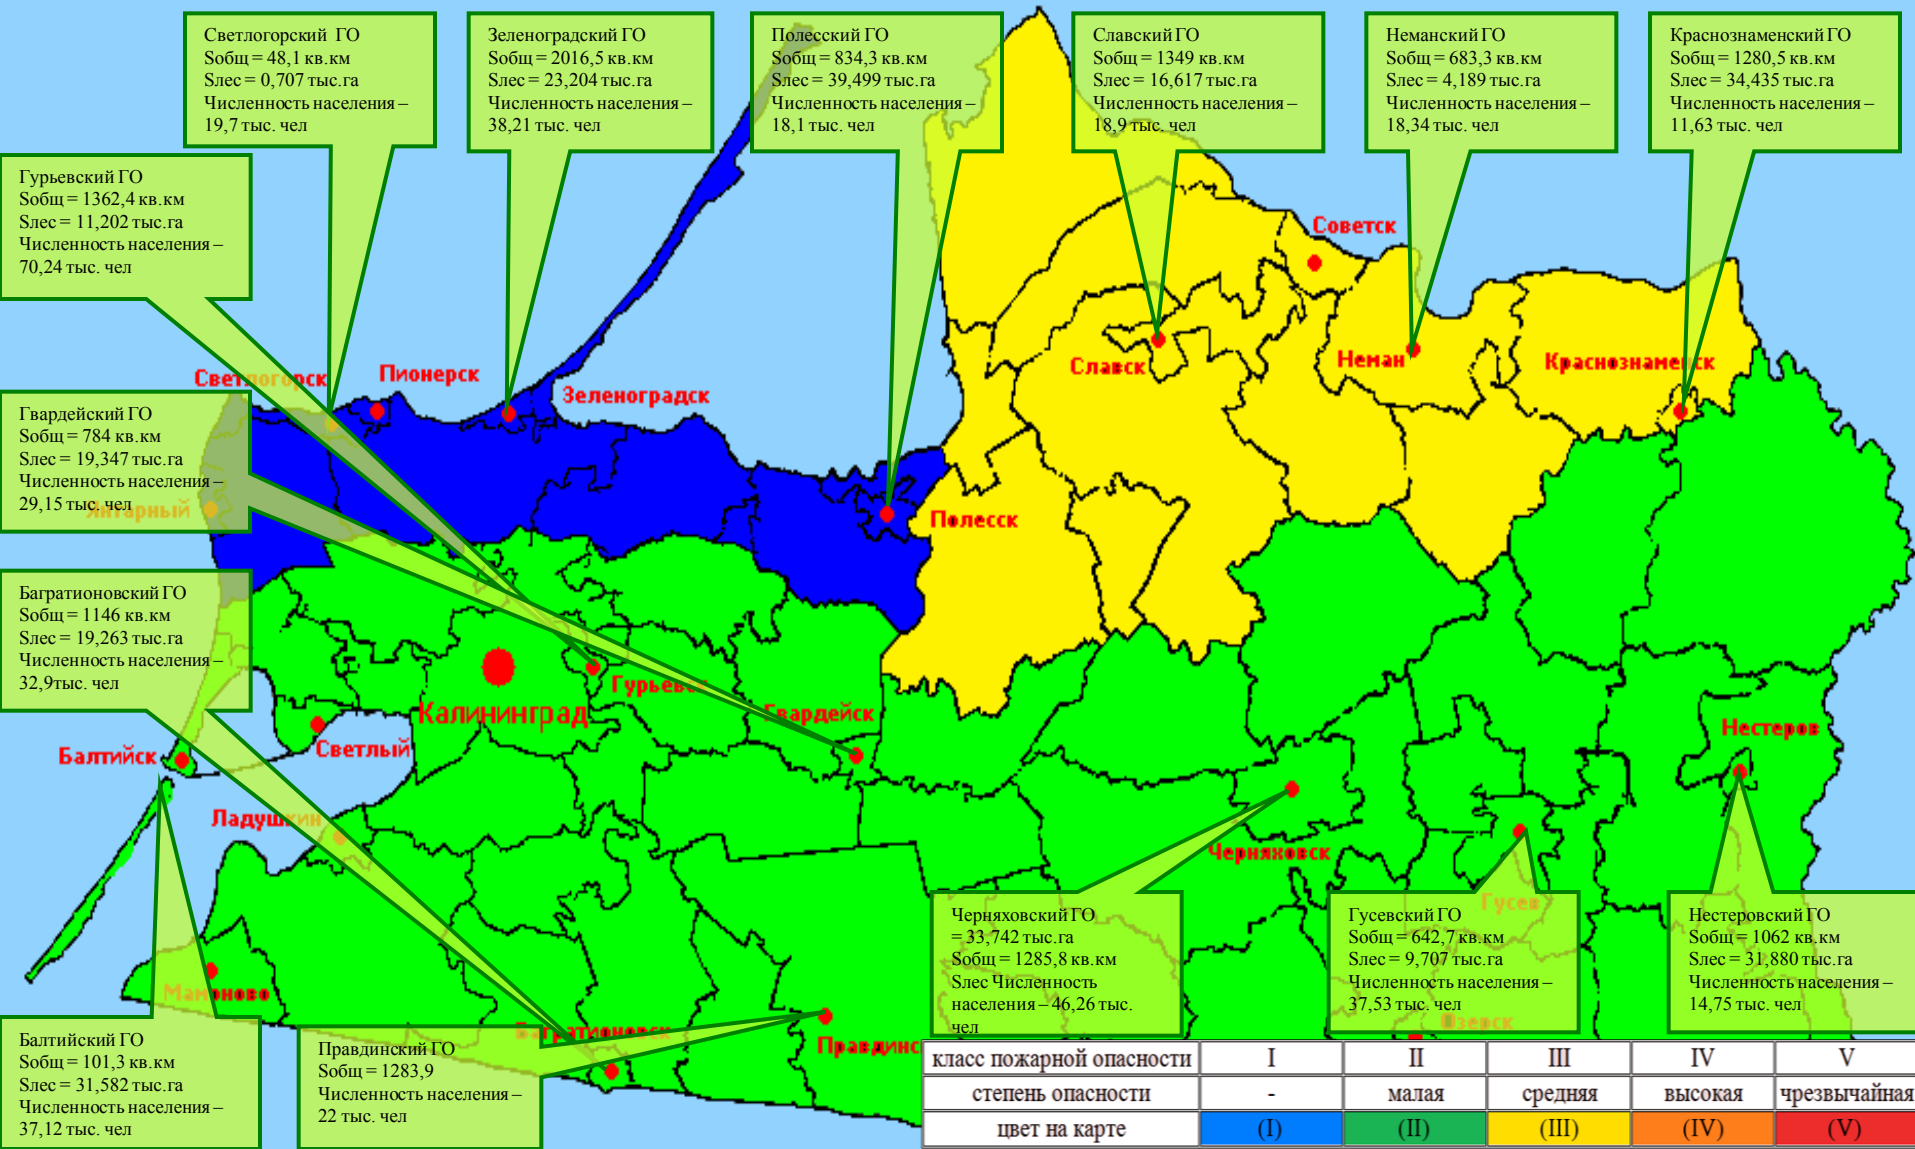 Светлогорский ГО
Sобщ = 48,1 кв.км
Sлес = 0,707 тыс.га
Численность населения –
19,7 тыс. чел
Зеленоградский ГО
Sобщ = 2016,5 кв.км
Sлес = 23,204 тыс.га
Численность населения –
38,21 тыс. чел
Полесский ГО
Sобщ = 834,3 кв.км
Sлес = 39,499 тыс.га
Численность населения –
18,1 тыс. чел
Славский ГО
Sобщ = 1349 кв.км
Sлес = 16,617 тыс.га
Численность населения –
18,9 тыс. чел
Неманский ГО
Sобщ = 683,3 кв.км
Sлес = 4,189 тыс.га
Численность населения –
18,34 тыс. чел
Краснознаменский ГО
Sобщ = 1280,5 кв.км
Sлес = 34,435 тыс.га
Численность населения –
11,63 тыс. чел
Гурьевский ГО
Sобщ = 1362,4 кв.км
Sлес = 11,202 тыс.га
Численность населения –
70,24 тыс. чел
Советск
Светлогорск
Пионерск
Зеленоградск
Славск
Неман
Краснознаменск
Гвардейский ГО
Sобщ = 784 кв.км
Sлес = 19,347 тыс.га
Численность населения –
29,15 тыс. чел
Янтарный
Полесск
Багратионовский ГО
Sобщ = 1146 кв.км
Sлес = 19,263 тыс.га
Численность населения –
32,9тыс. чел
Гурьевск
Калининград
Гвардейск
Нестеров
Балтийск
Светлый
Ладушкин
Черняховск
Гусев
Мамоново
Багратионовск
Правдинс
Озерск
Черняховский ГО
= 33,742 тыс.га
Sобщ = 1285,8 кв.км
Sлес Численность
населения – 46,26 тыс.
чел
Гусевский ГО
Sобщ = 642,7 кв.км
Sлес = 9,707 тыс.га
Численность населения –
37,53 тыс. чел
Нестеровский ГО
Sобщ = 1062 кв.км
Sлес = 31,880 тыс.га
Численность населения –
14,75 тыс. чел
Балтийский ГО
Sобщ = 101,3 кв.км
Sлес = 31,582 тыс.га
Численность населения –
37,12 тыс. чел
Правдинский ГО
Sобщ = 1283,9
Численность населения –
22 тыс. чел
класс пожарной опасности I II III IV V
степень опасности - малая средняя высокая чрезвычайная
цвет на карте (I) (II) (III) (IV) (V)